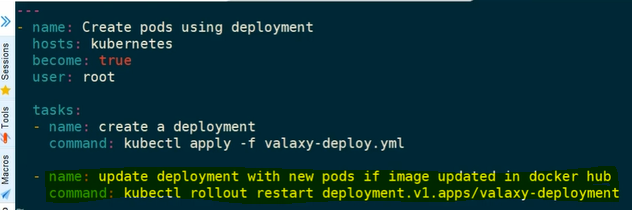 ---
- name: Create pods using deployment
hosts: kubernetes
become: true
user: root
tasks:
- name: create a deployment
command: kubectl apply -f valaxy-deploy.yml
- name: update deployment with new pods if image updated in docker hub
command: kubectl rollout restart deployment.v1.apps/valaxy-deployment
Sessions
Tools
Macros